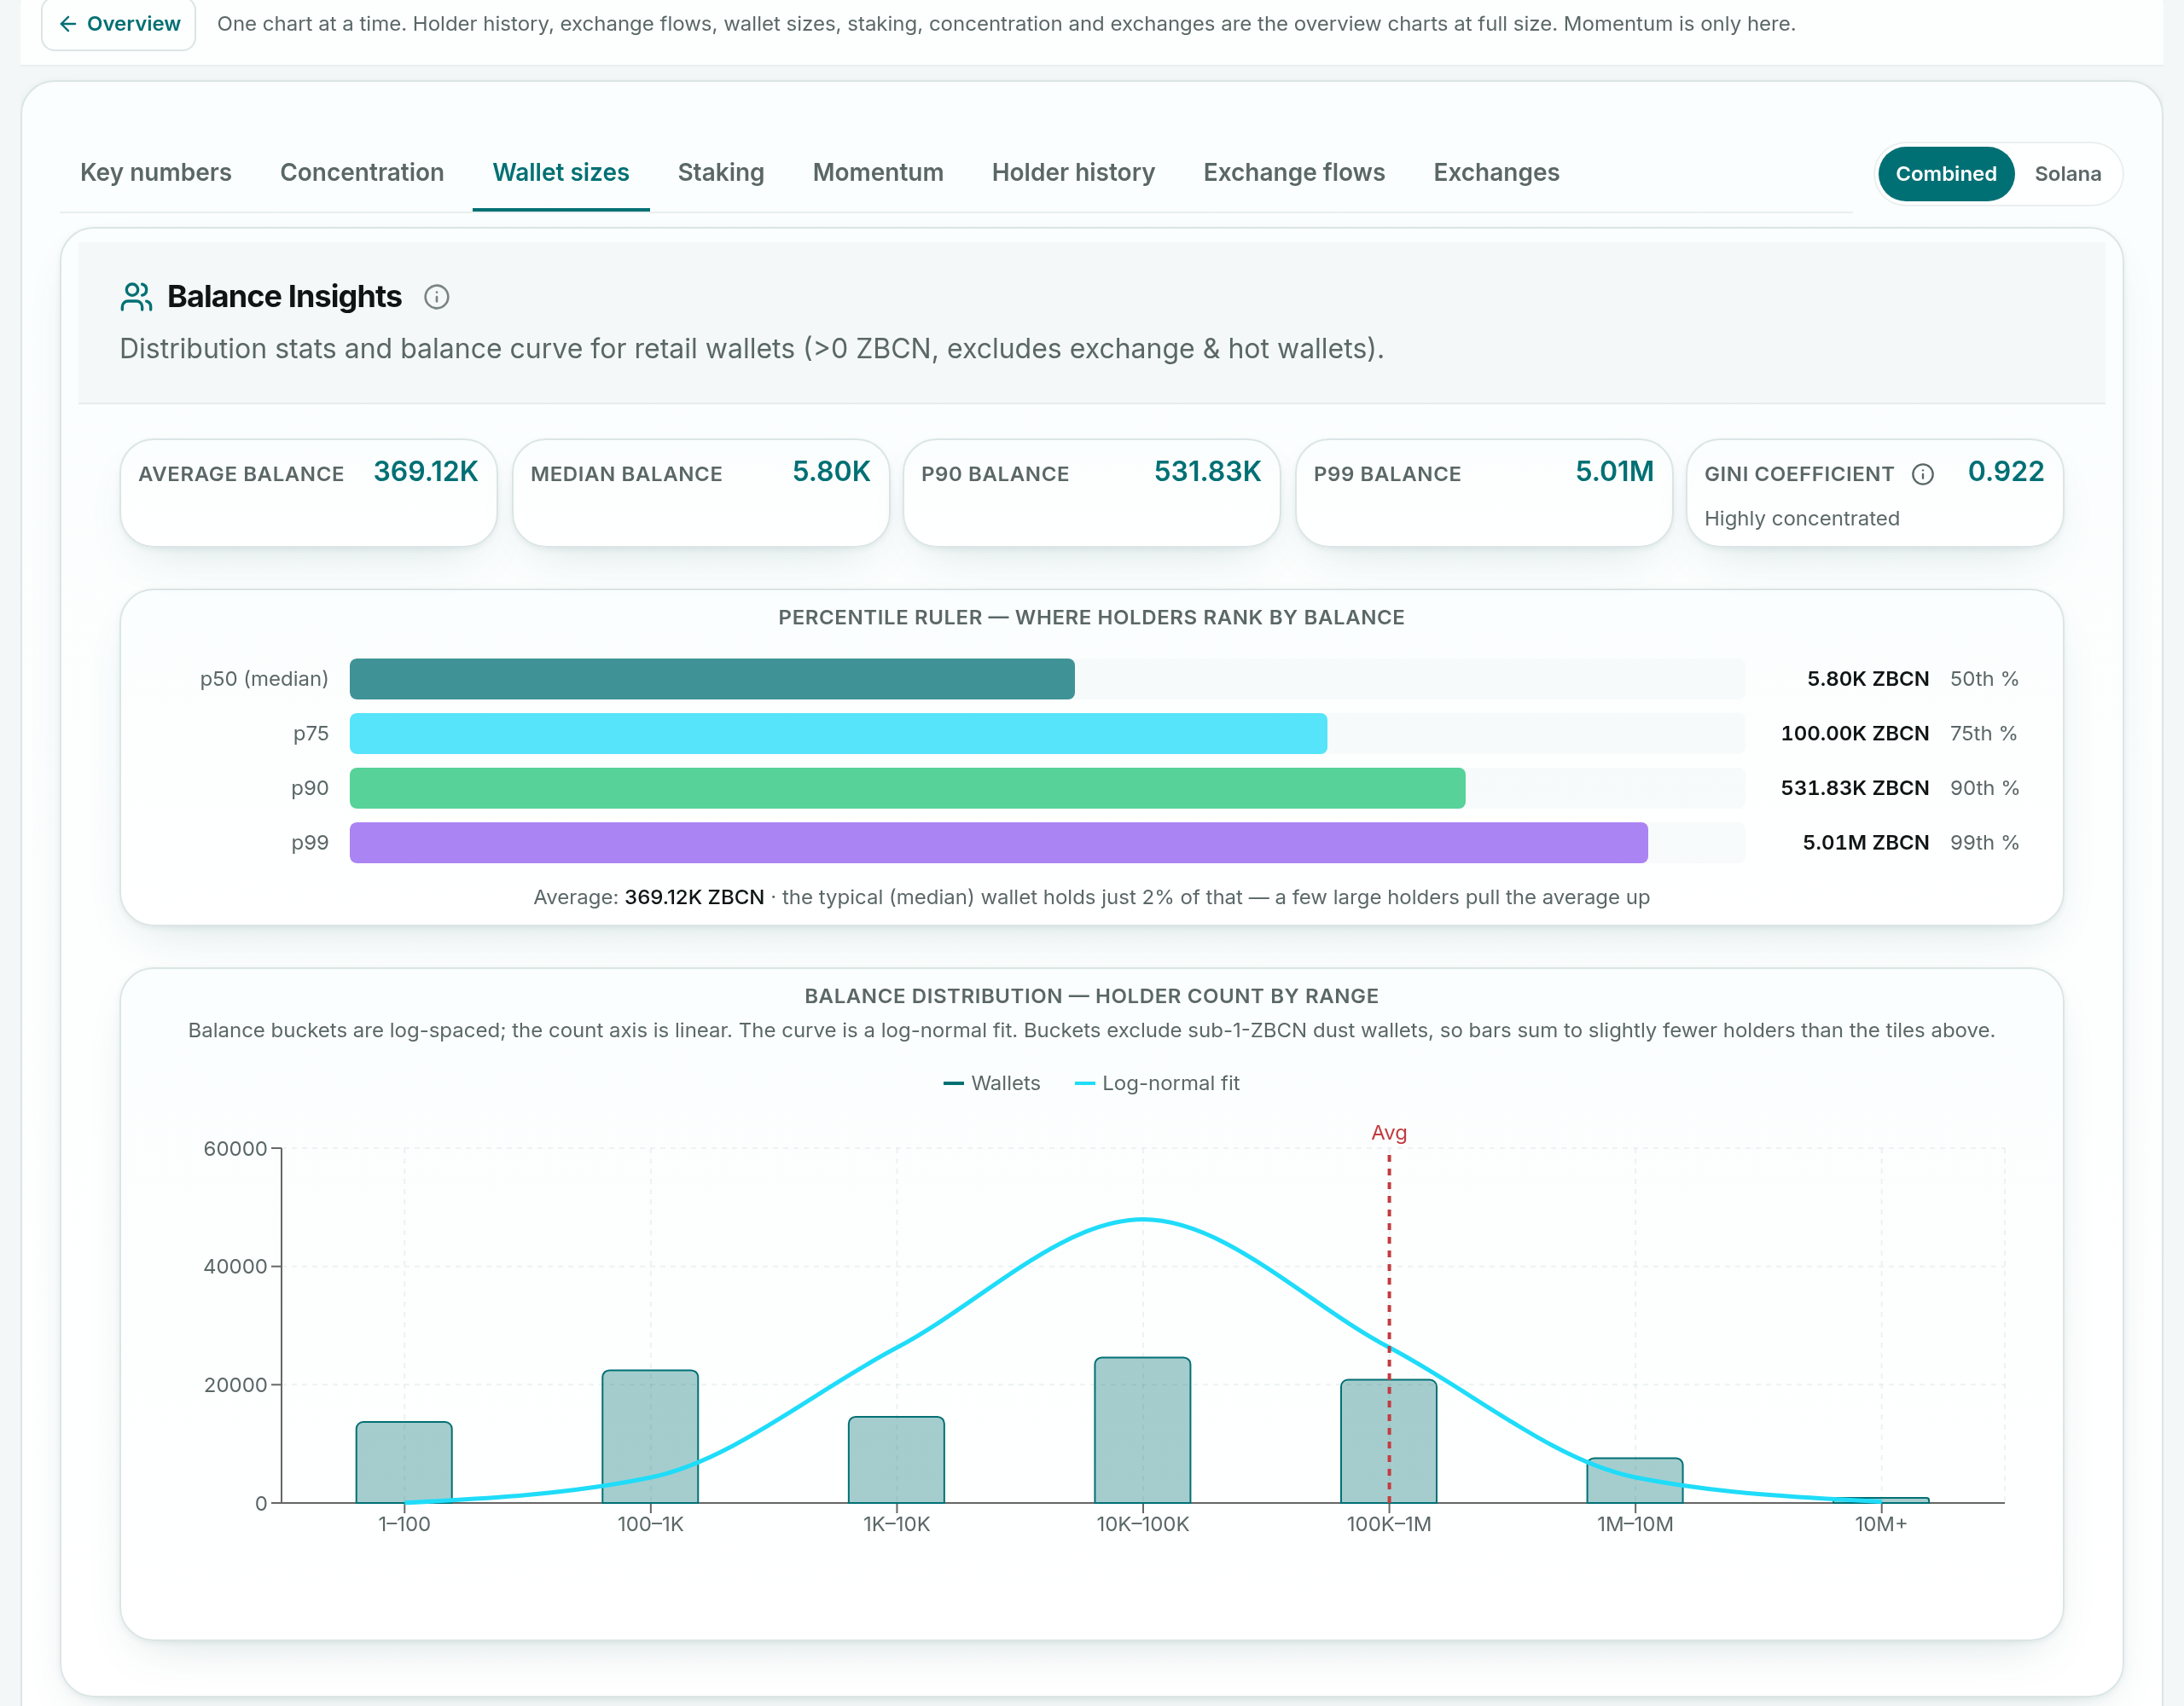 Overview
One chart at a time. Holder history, exchange flows, wallet sizes, staking, concentration and exchanges are the overview charts at full size. Momentum is only here.
Key numbers Concentration Wallet sizes Staking Momentum Holder history Exchange flows Exchanges Combined Solana
Balance Insights
Distribution stats and balance curve for retail wallets (>0 ZBCN, excludes exchange & hot wallets).
AVERAGE BALANCE 369.12K
MEDIAN BALANCE 5.80K
P90 BALANCE 531.83K
P99 BALANCE 5.01M
GINI COEFFICIENT 0.922
Highly concentrated
PERCENTILE RULER — WHERE HOLDERS RANK BY BALANCE
p50 (median) 5.80K ZBCN 50th %
p75 100.00K ZBCN 75th %
p90 531.83K ZBCN 90th %
p99 5.01M ZBCN 99th %
Average: 369.12K ZBCN · the typical (median) wallet holds just 2% of that — a few large holders pull the average up
BALANCE DISTRIBUTION — HOLDER COUNT BY RANGE
Balance buckets are log-spaced; the count axis is linear. The curve is a log-normal fit. Buckets exclude sub-1-ZBCN dust wallets, so bars sum to slightly fewer holders than the tiles above.
Wallets Log-normal fit
Avg
60000
40000
20000
0
1–100 100–1K 1K–10K 10K–100K 100K–1M 1M–10M 10M+